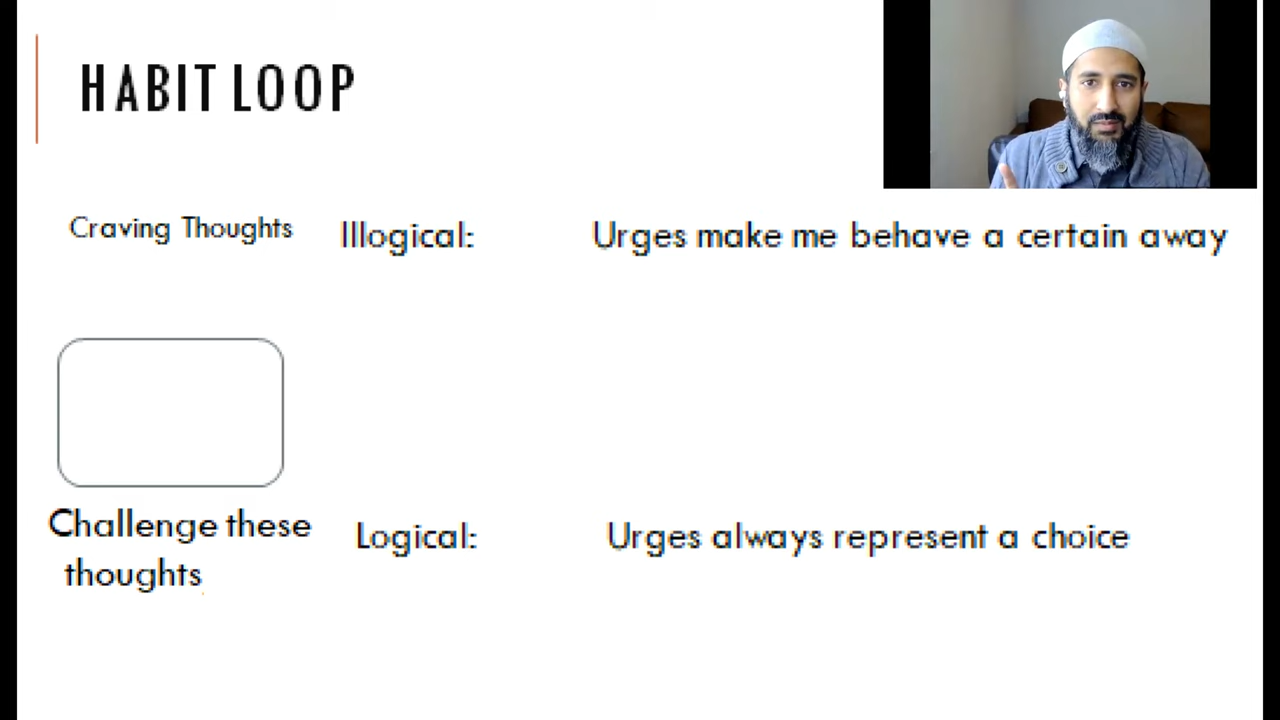 HABIT LOOP
Craving Thoughts
Illogical:
Urges make me behave a certain away
Challenge these
thoughts
Logical:
Urges always represent a choice